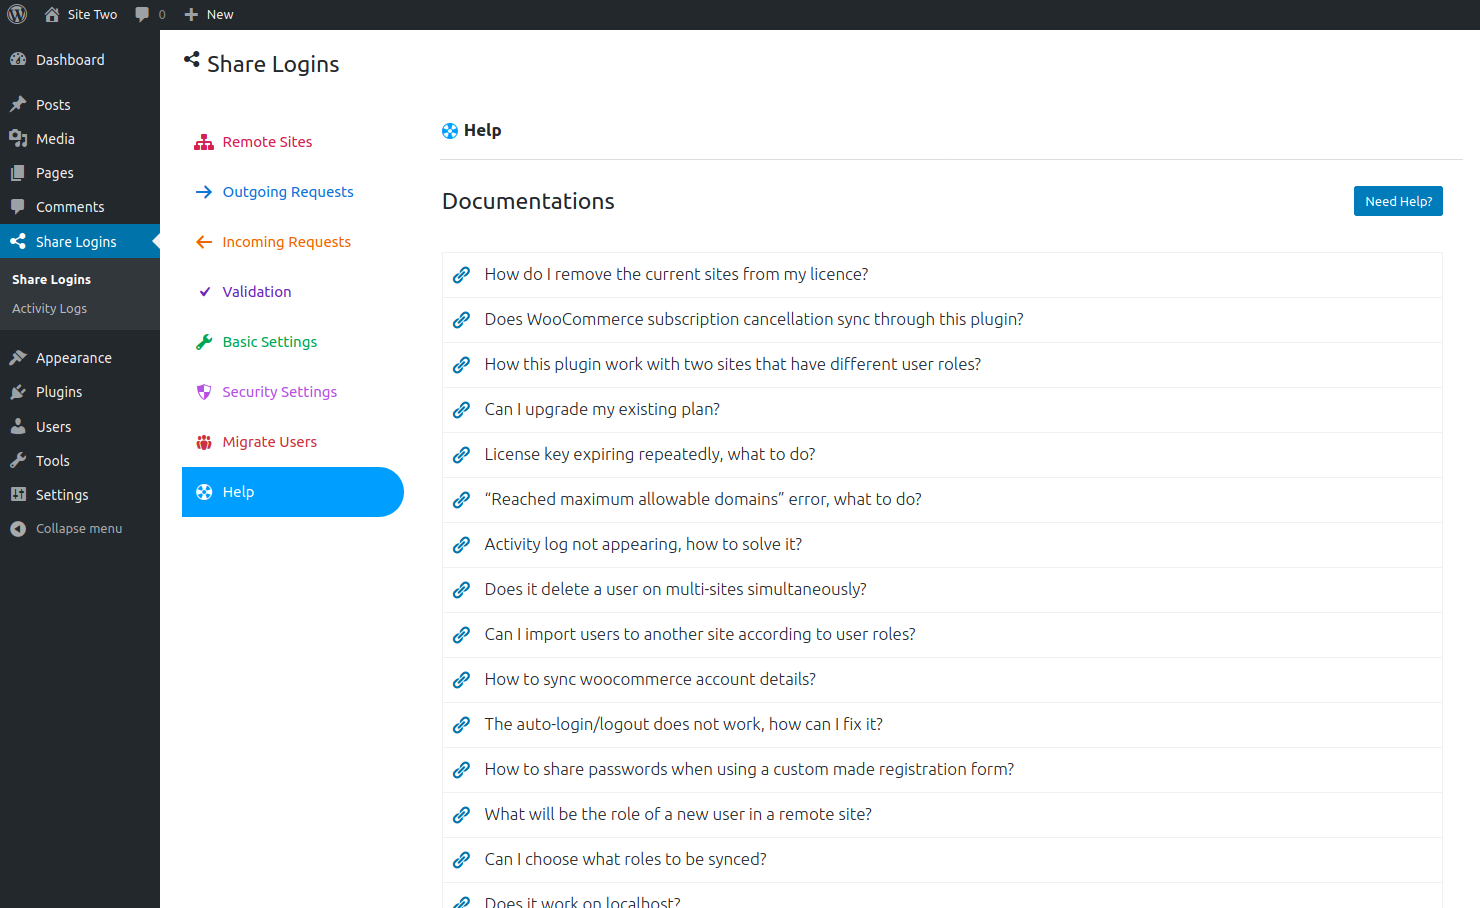 Site Two 0 New
Dashboard
Posts
Media
Pages
Comments
Share Logins
Share Logins
Activity Logs
Appearance
Plugins
Users
Tools
Settings
Collapse menu
Share Logins
Remote Sites
Outgoing Requests
Incoming Requests
Validation
Basic Settings
Security Settings
Migrate Users
Help
Help
Documentations
Need Help?
How do I remove the current sites from my licence?
Does WooCommerce subscription cancellation sync through this plugin?
How this plugin work with two sites that have different user roles?
Can I upgrade my existing plan?
License key expiring repeatedly, what to do?
“Reached maximum allowable domains” error, what to do?
Activity log not appearing, how to solve it?
Does it delete a user on multi-sites simultaneously?
Can I import users to another site according to user roles?
How to sync woocommerce account details?
The auto-login/logout does not work, how can I fix it?
How to share passwords when using a custom made registration form?
What will be the role of a new user in a remote site?
Can I choose what roles to be synced?
Does it work on localhost?